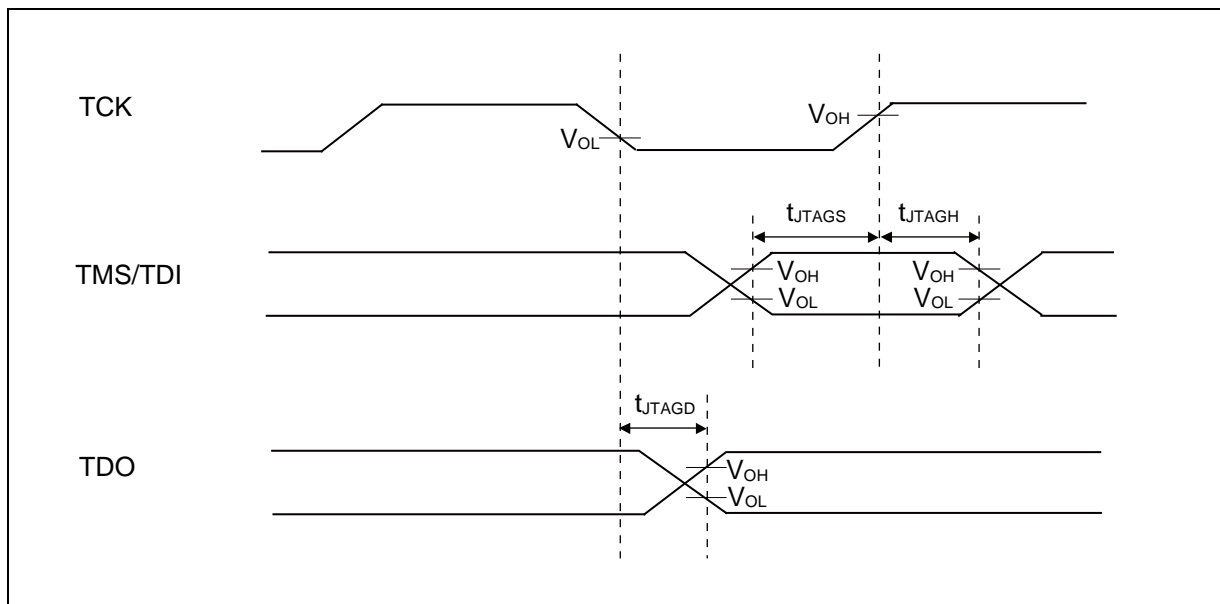 TCK
VOL
VOH
tJTAGS
tJTAGH
TMS/TDI
VOH
VOL
VOH
VOL
tJTAGD
TDO
VOH
VOL